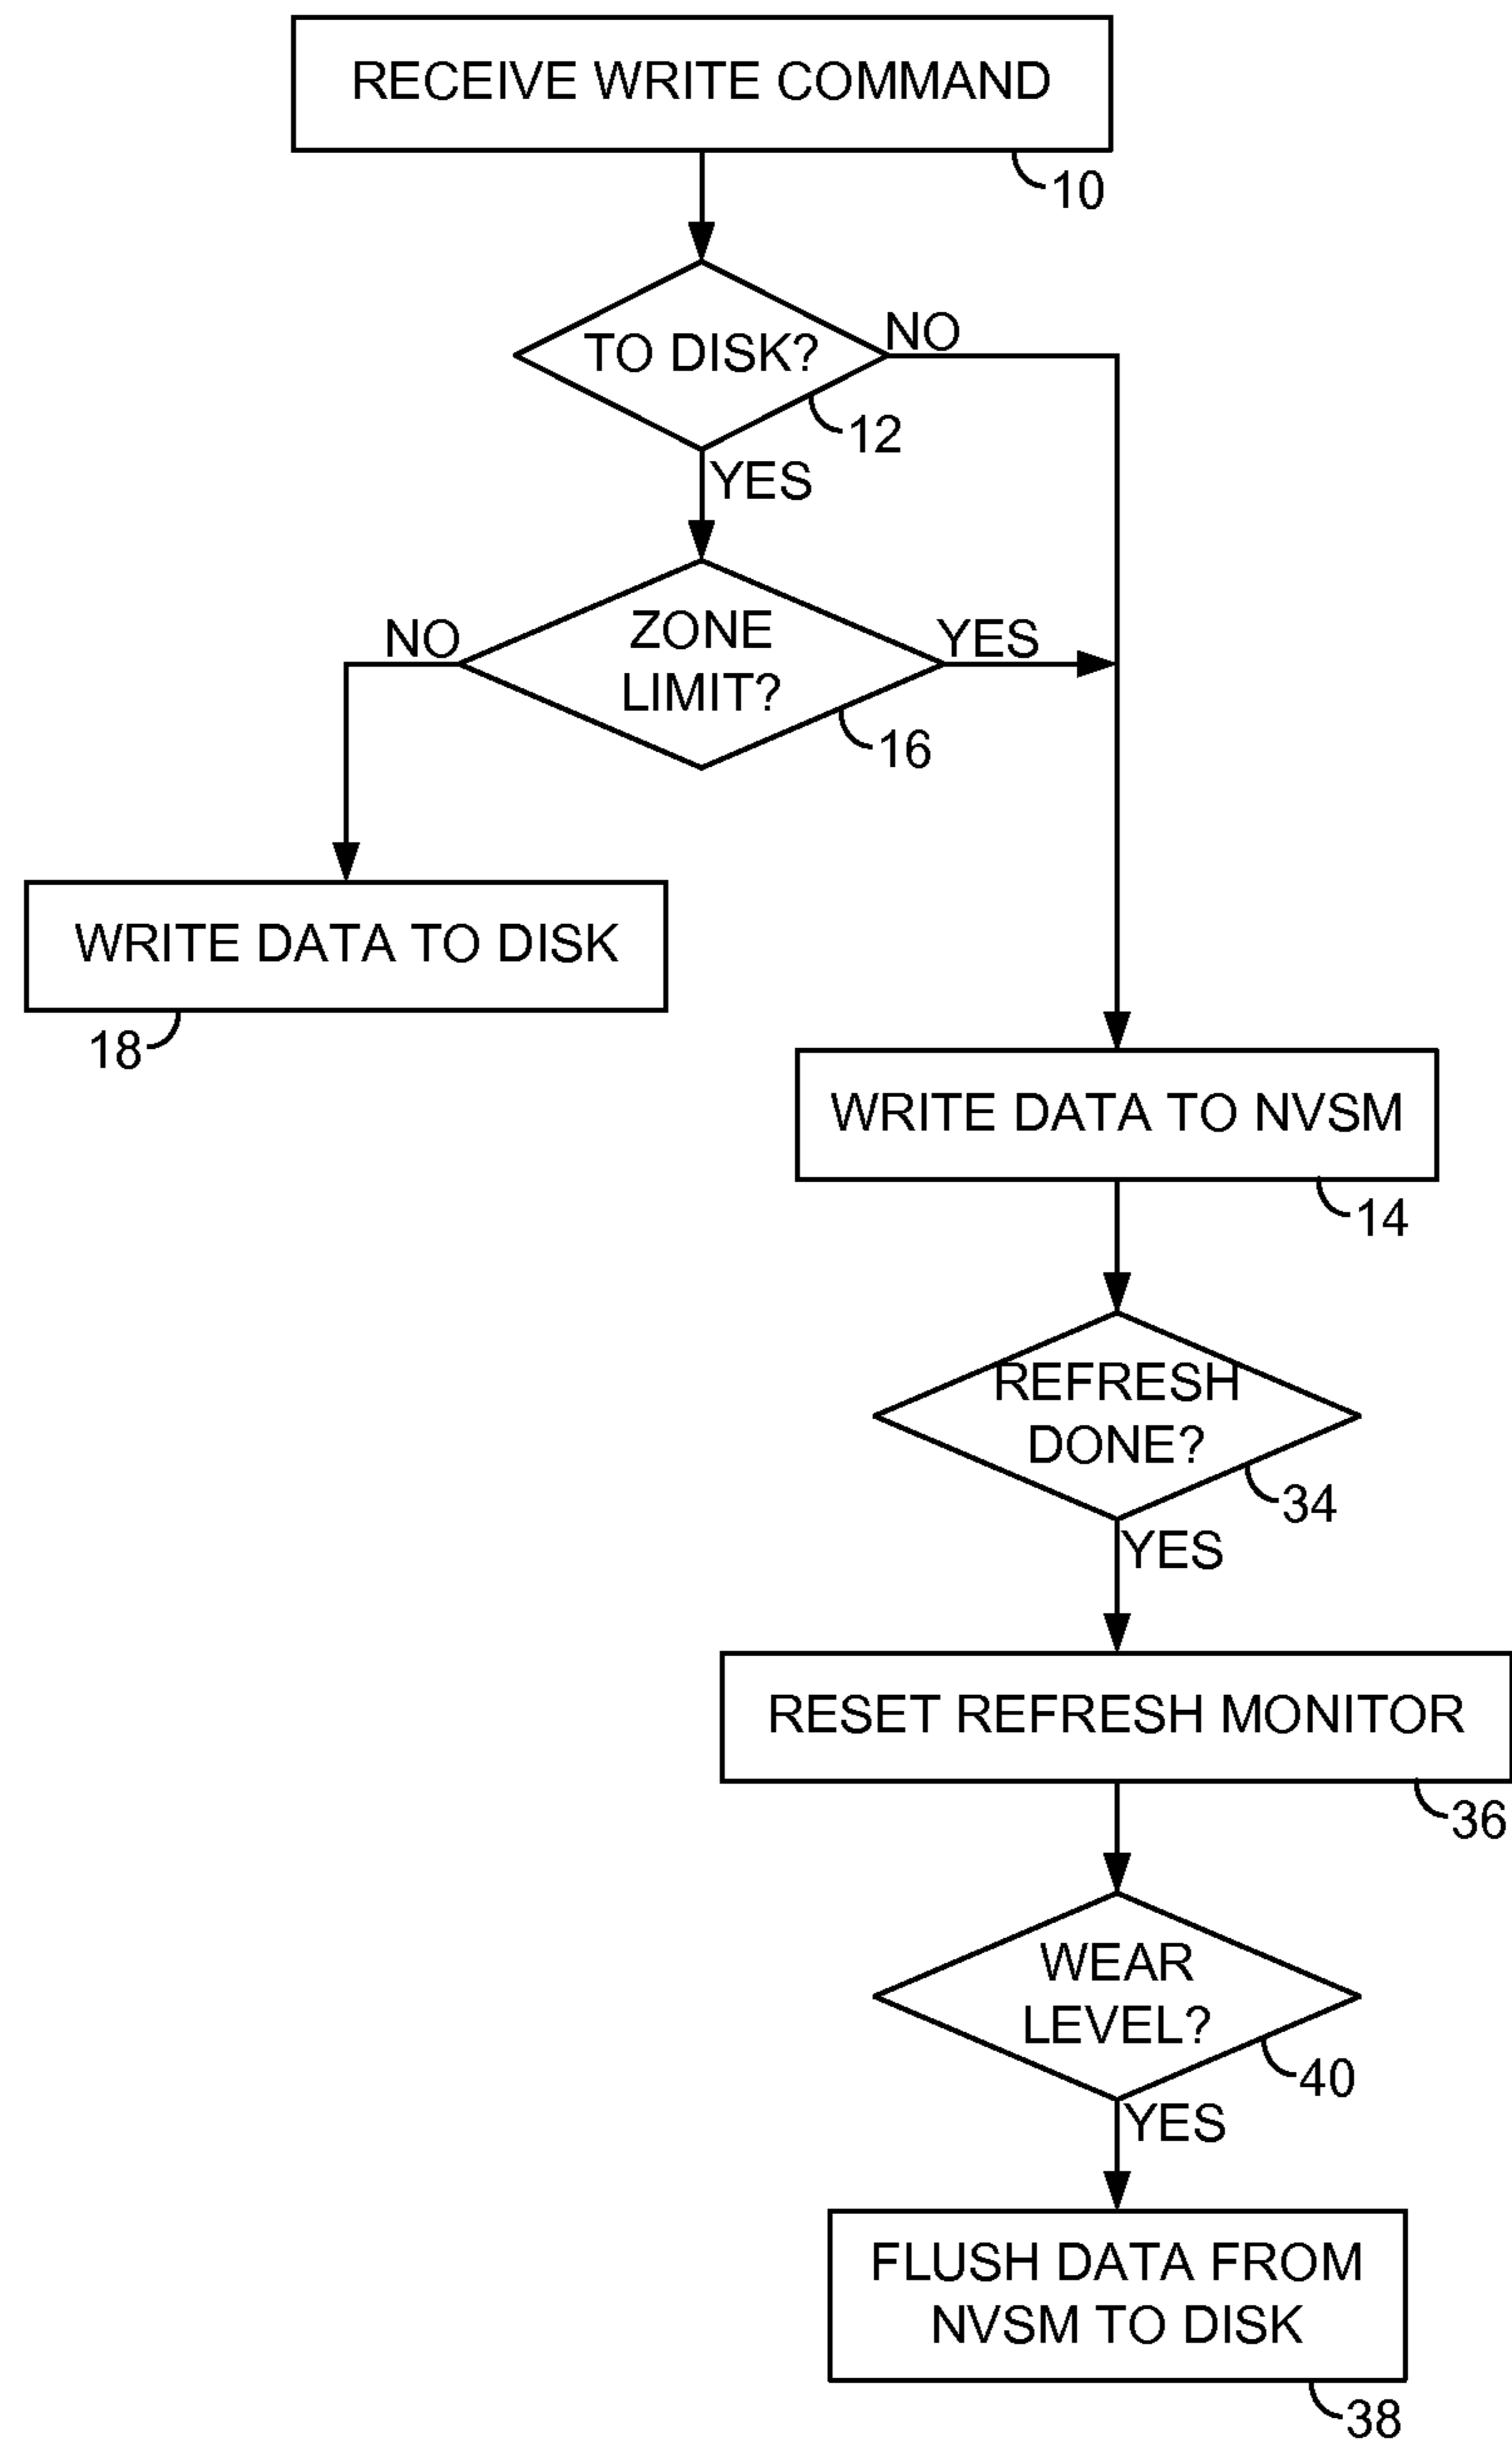 RECEIVE WRITE COMMAND
10
TO DISK?
NO
12
YES
ZONE
LIMIT?
NO
YES
16
WRITE DATA TO DISK
18
WRITE DATA TO NVSM
14
REFRESH
DONE?
34
YES
RESET REFRESH MONITOR
36
WEAR
LEVEL?
40
YES
FLUSH DATA FROM
NVSM TO DISK
38